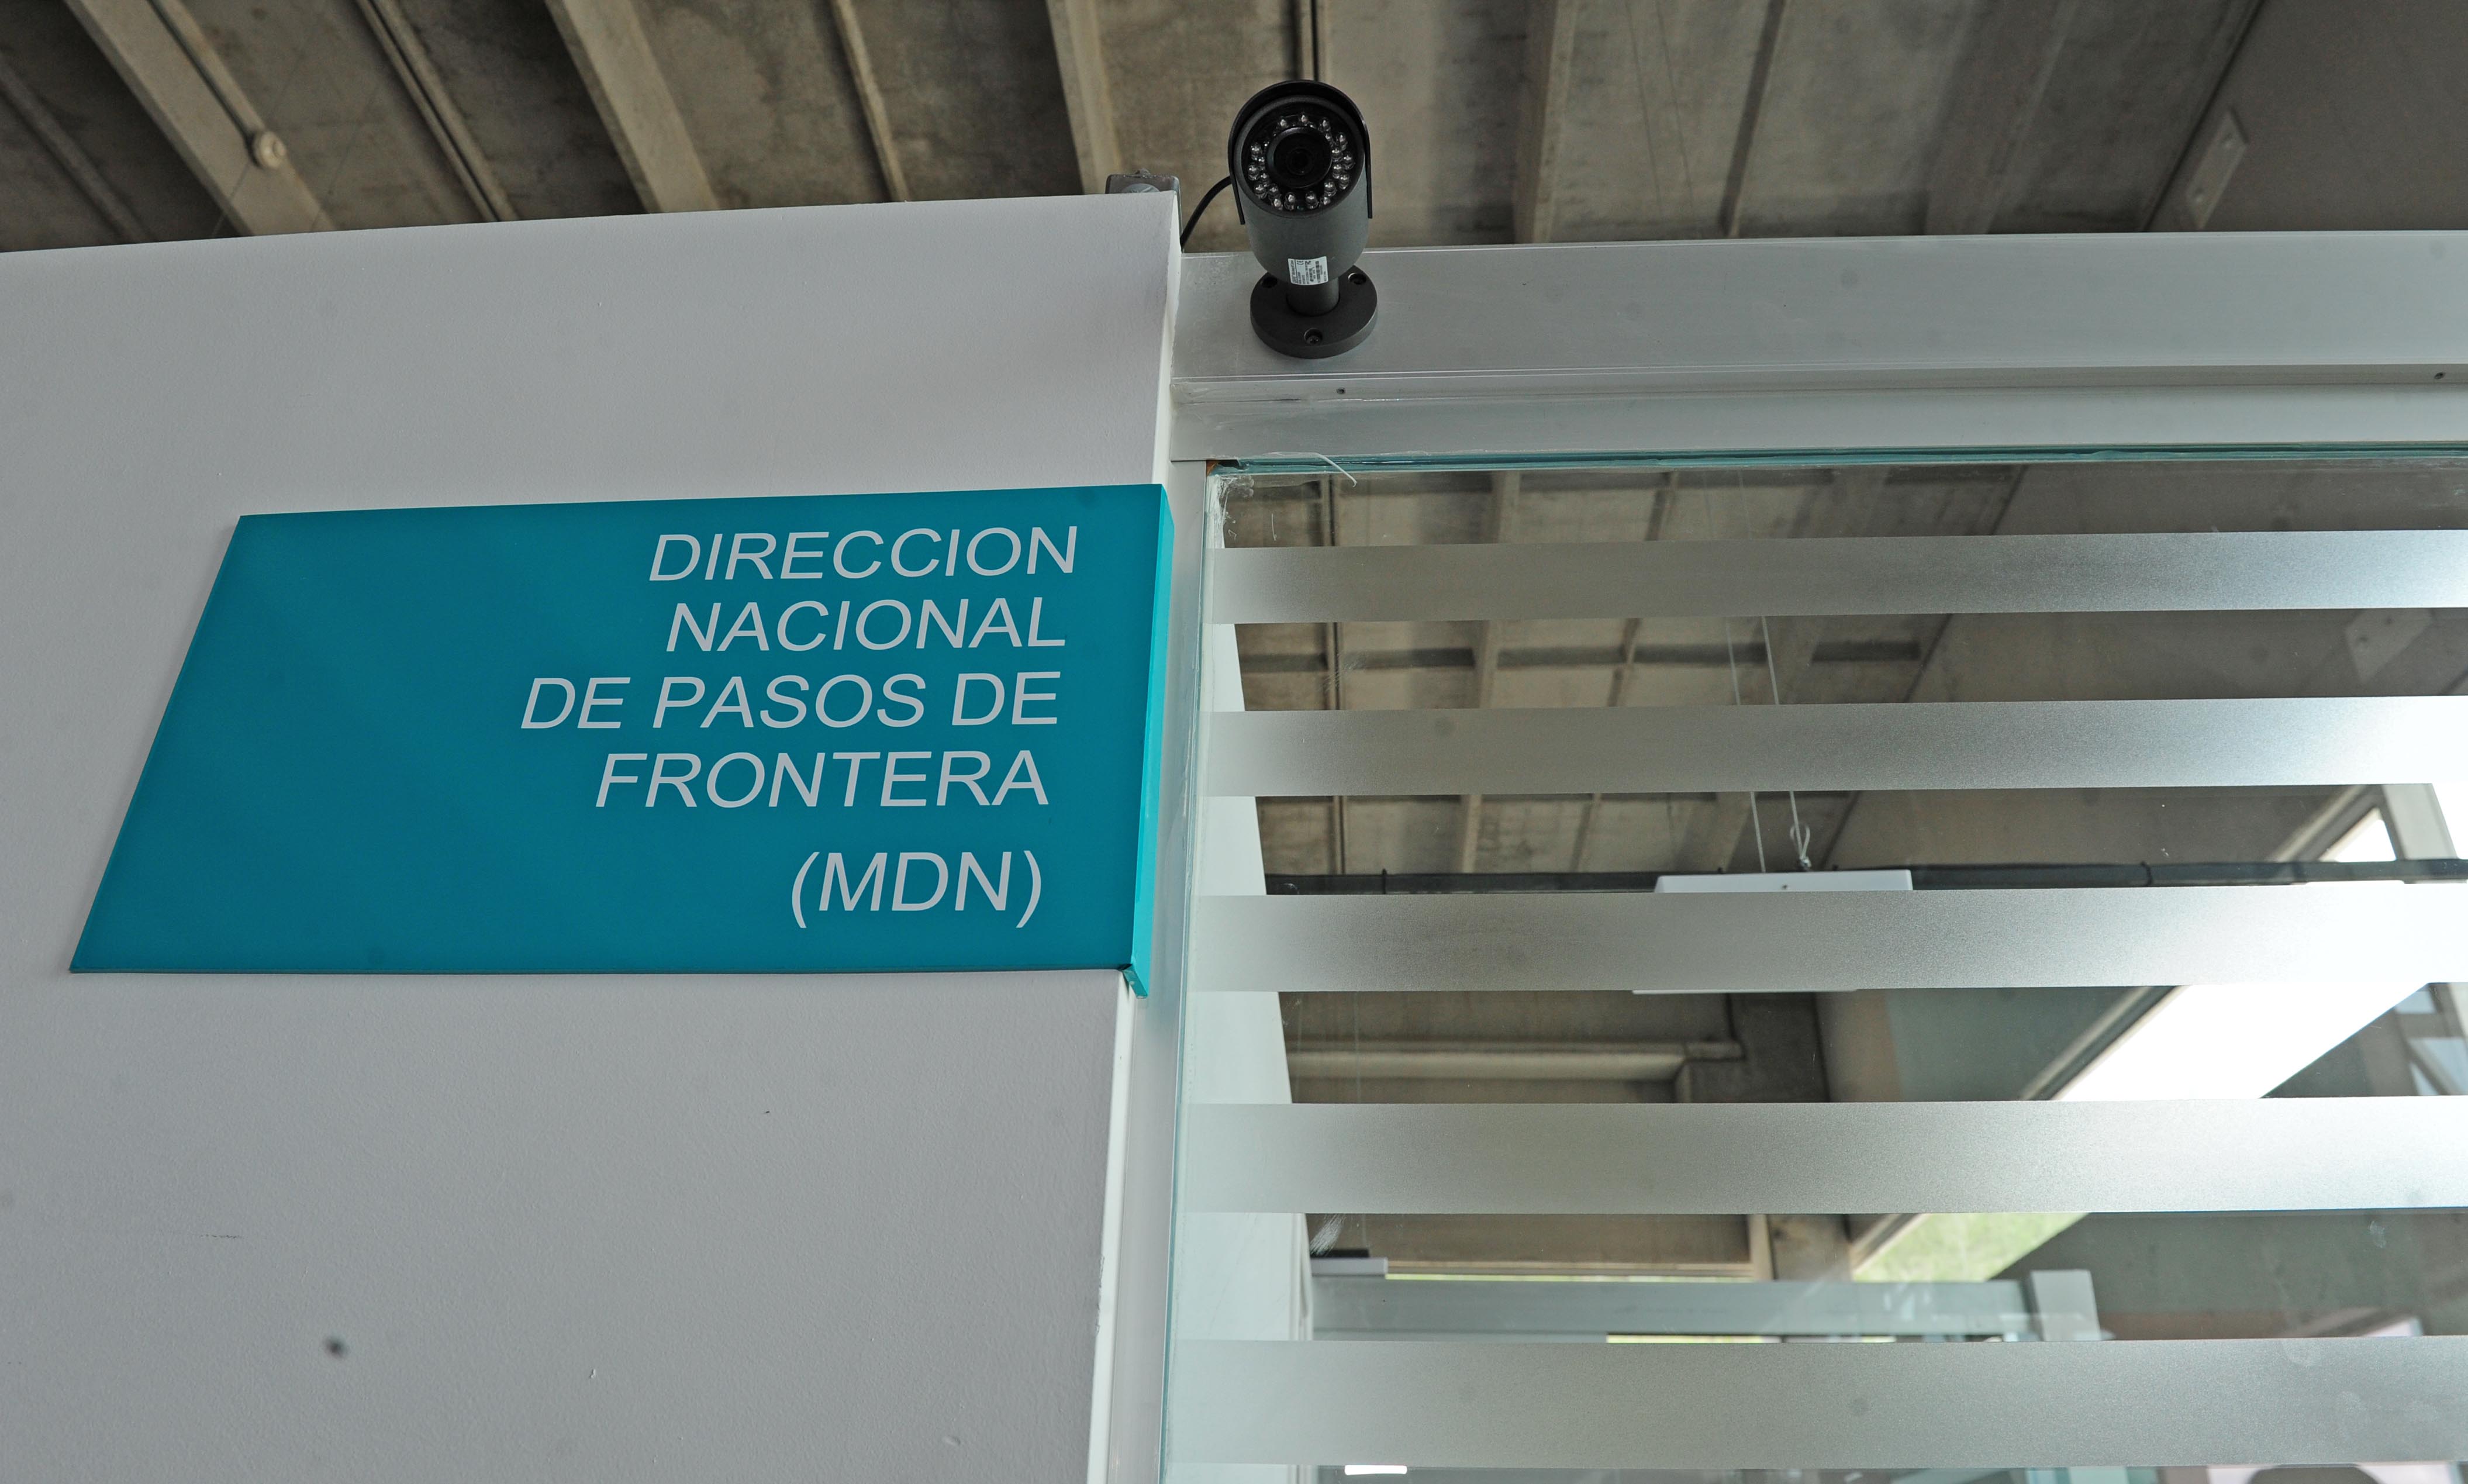 DIRECCION
NACIONAL
DE PASOS DE
FRONTERA
(MDN)